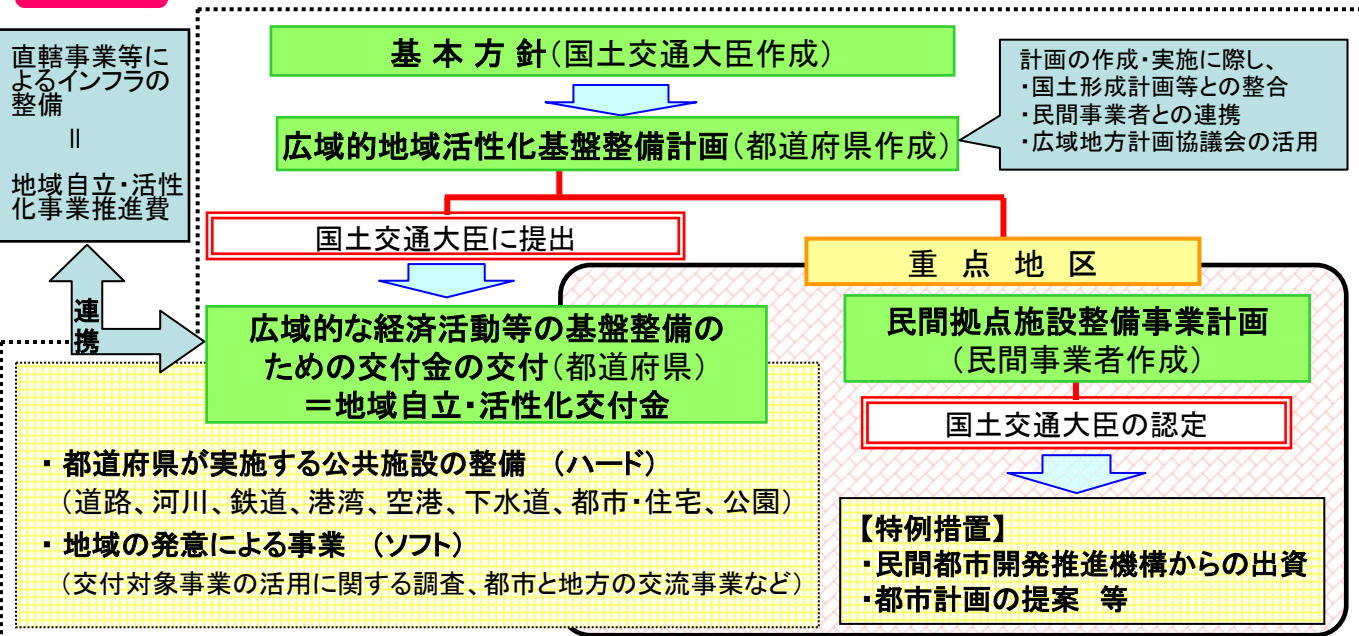 直轄事業等に
よるインフラの
整備
||
地域自立・活性
化事業推進費
基 本 方 針(国土交通大臣作成)
計画の作成・実施に際し、
・国土形成計画等との整合
・民間事業者との連携
・広域地方計画協議会の活用
広域的地域活性化基盤整備計画(都道府県作成)
国土交通大臣に提出
重 点 地 区
連
携
広域的な経済活動等の基盤整備の
ための交付金の交付(都道府県)
=地域自立・活性化交付金
民間拠点施設整備事業計画
(民間事業者作成)
国土交通大臣の認定
・ 都道府県が実施する公共施設の整備 (ハード)
(道路、河川、鉄道、港湾、空港、下水道、都市・住宅、公園)
・ 地域の発意による事業 (ソフト)
(交付対象事業の活用に関する調査、都市と地方の交流事業など)
【特例措置】
・民間都市開発推進機構からの出資
・都市計画の提案 等